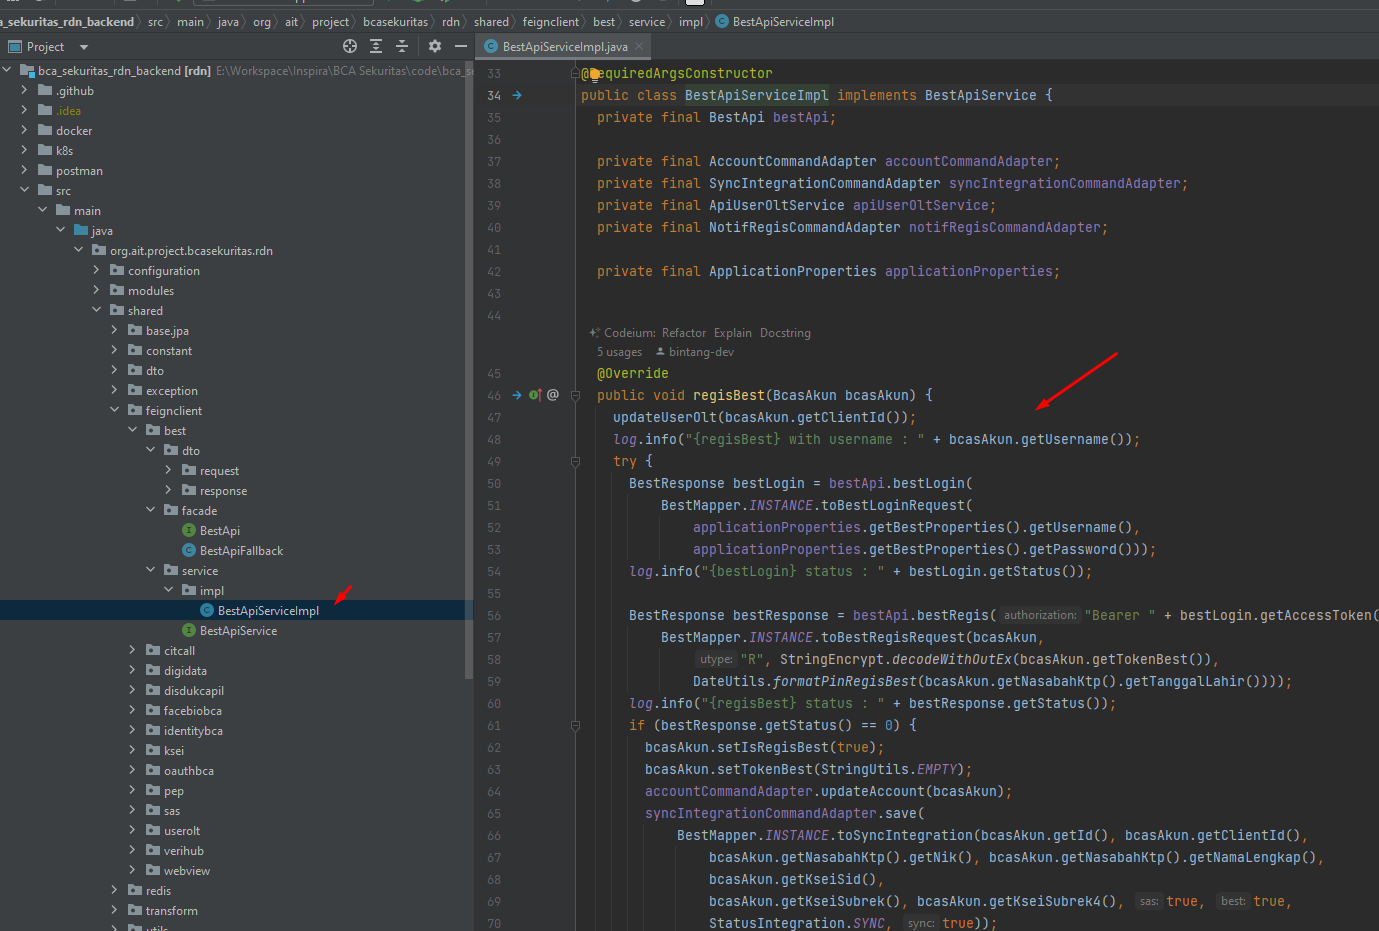 a_sekuritas_rdn_backend src main java org ait project bcasekuritas rdn shared feignclient best service impl BestApiServiceImpl
Project
bca_sekuritas_rdn_backend [rdn] E:\Workspace\Inspira\BCA Sekuritas\code\bca_s
.github
.idea
docker
k8s
postman
src
main
java
org.ait.project.bcasekuritas.rdn
configuration
modules
shared
base.jpa
constant
dto
exception
feignclient
best
dto
request
response
facade
BestApi
BestApiFallback
service
impl
BestApiServiceImpl
BestApiService
citcall
digidata
disdukcapil
facebiobca
identitybca
ksei
oauthbca
pep
sas
userolt
verihub
webview
redis
transform
utils
BestApiServiceImpl.java
33 @RequiredArgsConstructor
34 public class BestApiServiceImpl implements BestApiService {
35 private final BestApi bestApi;
36
37 private final AccountCommandAdapter accountCommandAdapter;
38 private final SyncIntegrationCommandAdapter syncIntegrationCommandAdapter;
39 private final ApiUserOltService apiUserOltService;
40 private final NotifRegisCommandAdapter notifRegisCommandAdapter;
41
42 private final ApplicationProperties applicationProperties;
43
44
Codeium: Refactor Explain Docstring
5 usages bintang-dev
45 @Override
46 public void regisBest(BcasAkun bcasAkun) {
47 updateUserOlt(bcasAkun.getClientId());
48 log.info("{regisBest} with username : " + bcasAkun.getUsername());
49 try {
50 BestResponse bestLogin = bestApi.bestLogin(
51 BestMapper.INSTANCE.toBestLoginRequest(
52 applicationProperties.getBestProperties().getUsername(),
53 applicationProperties.getBestProperties().getPassword()));
54 log.info("{bestLogin} status : " + bestLogin.getStatus());
55
56 BestResponse bestResponse = bestApi.bestRegis( authorization: "Bearer " + bestLogin.getAccessToken(
57 BestMapper.INSTANCE.toBestRegisRequest(bcasAkun,
58 utype: "R", StringEncrypt.decodeWithOutEx(bcasAkun.getTokenBest()),
59 DateUtils.formatPinRegisBest(bcasAkun.getNasabahKtp().getTanggalLahir())));
60 log.info("{regisBest} status : " + bestResponse.getStatus());
61 if (bestResponse.getStatus() == 0) {
62 bcasAkun.setIsRegisBest(true);
63 bcasAkun.setTokenBest(StringUtils.EMPTY);
64 accountCommandAdapter.updateAccount(bcasAkun);
65 syncIntegrationCommandAdapter.save(
66 BestMapper.INSTANCE.toSyncIntegration(bcasAkun.getId(), bcasAkun.getClientId(),
67 bcasAkun.getNasabahKtp().getNik(), bcasAkun.getNasabahKtp().getNamaLengkap(),
68 bcasAkun.getKseiSid(),
69 bcasAkun.getKseiSubrek(), bcasAkun.getKseiSubrek4(), sas: true, best: true,
70 StatusIntegration.SYNC, sync: true));